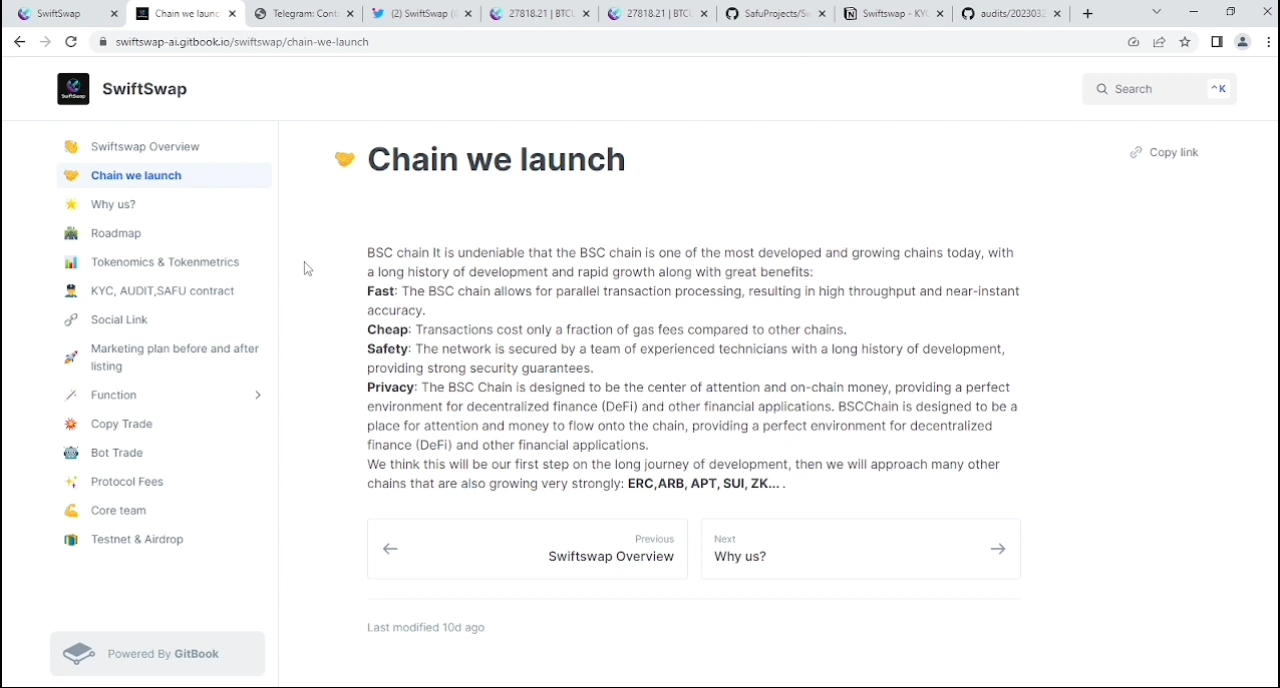 SwiftSwap
Chain we launc
Telegram: Cont
(2) SwiftSwap (
27818.21 | BTCU
27818.21 | BTCU
SafuProjects/Sw
Swiftswap - KYC
audits/2023032
swiftswap-ai.gitbook.io/swiftswap/chain-we-launch
SwiftSwap
Search
^K
Swiftswap Overview
Chain we launch
Why us?
Roadmap
Tokenomics & Tokenmetrics
KYC, AUDIT,SAFU contract
Social Link
Marketing plan before and after
listing
Function
Copy Trade
Bot Trade
Protocol Fees
Core team
Testnet & Airdrop
Powered By GitBook
Chain we launch
Copy link
BSC chain It is undeniable that the BSC chain is one of the most developed and growing chains today, with
a long history of development and rapid growth along with great benefits:
Fast: The BSC chain allows for parallel transaction processing, resulting in high throughput and near-instant
accuracy.
Cheap: Transactions cost only a fraction of gas fees compared to other chains.
Safety: The network is secured by a team of experienced technicians with a long history of development,
providing strong security guarantees.
Privacy: The BSC Chain is designed to be the center of attention and on-chain money, providing a perfect
environment for decentralized finance (DeFi) and other financial applications. BSCChain is designed to be a
place for attention and money to flow onto the chain, providing a perfect environment for decentralized
finance (DeFi) and other financial applications.
We think this will be our first step on the long journey of development, then we will approach many other
chains that are also growing very strongly: ERC,ARB, APT, SUI, ZK... .
Previous
Swiftswap Overview
Next
Why us?
Last modified 10d ago